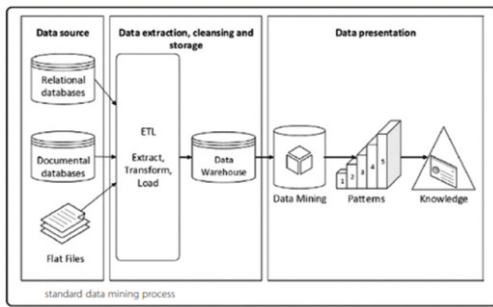 Data source
Data extraction, cleansing and
storage
Data presentation
Relational
databases
Documental
databases
Flat Files
ETL
Extract,
Transform,
Load
Data
Warehouse
Data Mining
1
2
3
4
5
Patterns
Knowledge
standard data mining process